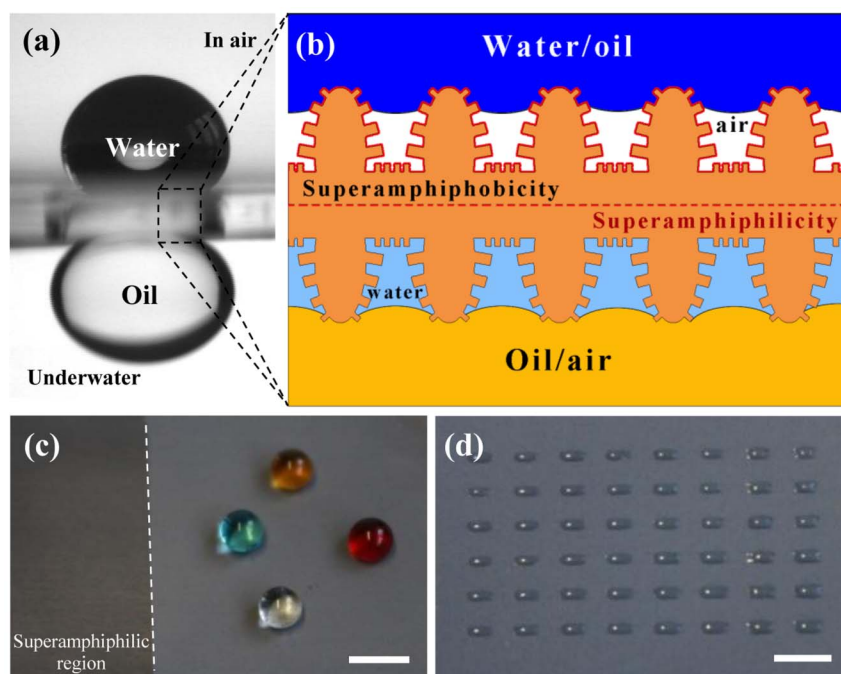 (a)
In air
Water
Oil
Underwater
(b)
Water/oil
air
Superamphiphobicity
Superamphiphilicity
water
Oil/air
(c)
Superamphiphilic
region
(d)